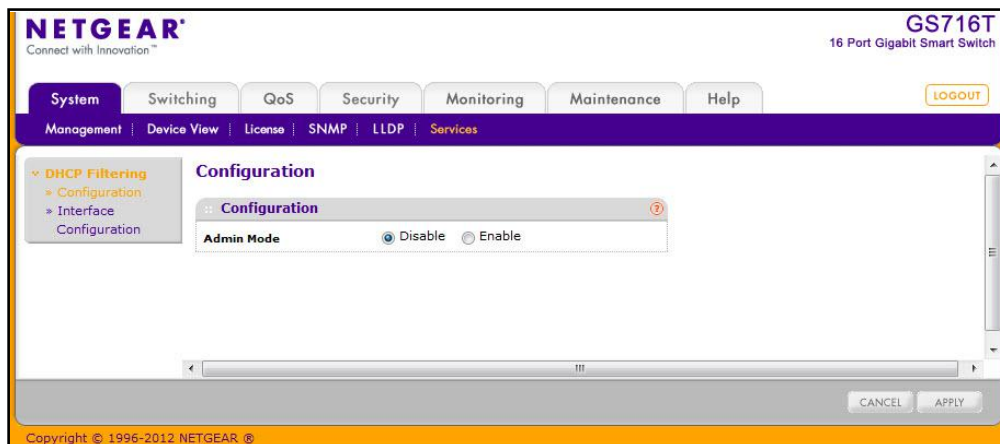 NETGEAR®
Connect with Innovation™
GS716T
16 Port Gigabit Smart Switch
System Switching QoS Security Monitoring Maintenance Help LOGOUT
Management Device View License SNMP LLDP Services
DHCP Filtering
» Configuration
» Interface
Configuration
Configuration
Configuration ?
Admin Mode Disable Enable
CANCEL APPLY
Copyright © 1996-2012 NETGEAR ®